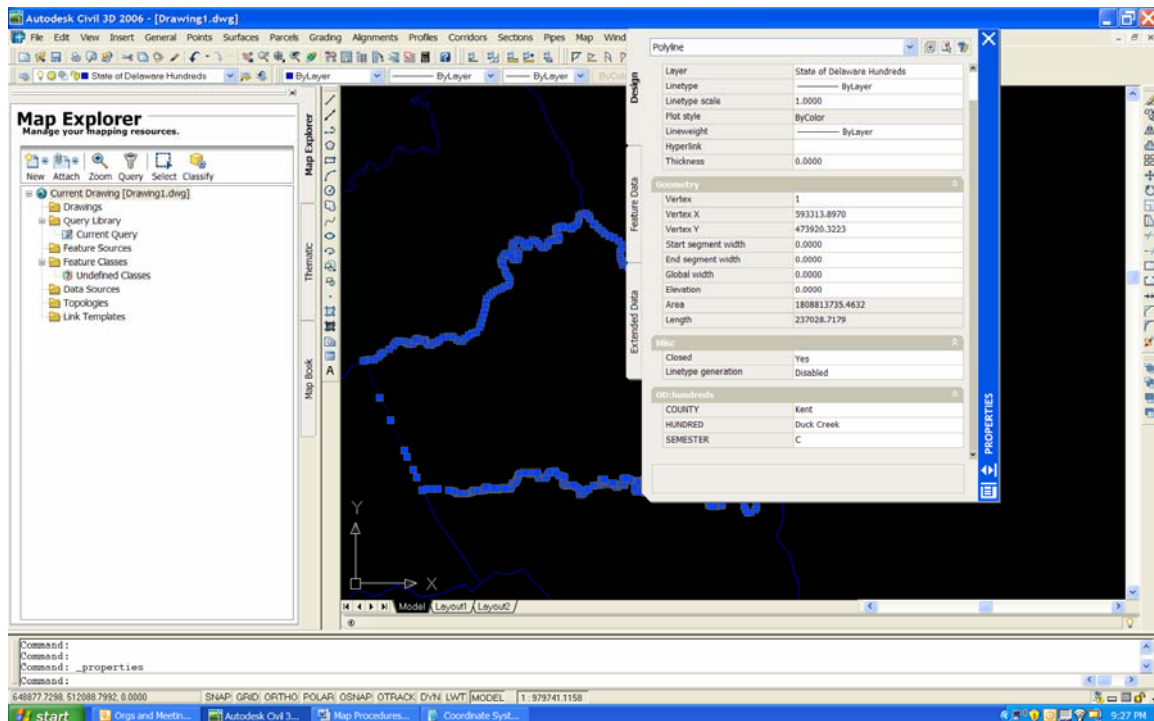 Autodesk Civil 3D 2006 - [Drawing1.dwg]
File Edit View Insert General Points Surfaces Parcels Grading Alignments Profiles Corridors Sections Pipes Map Wind
State of Delaware Hundreds ByLayer ByLayer ByLayer
Map Explorer
Manage your mapping resources.
New Attach Zoom Query Select Classify
Current Drawing [Drawing1.dwg]
Drawings
Query Library
Current Query
Feature Sources
Feature Classes
Undefined Classes
Data Sources
Topologies
Link Templates
Map Explorer
Thematic
Map Book
A
Y
X
Model Layout1 Layout2
Polyline
Design
Feature Data
Extended Data
Layer State of Delaware Hundreds
Linetype ByLayer
Linetype scale 1.0000
Plot style ByColor
Lineweight ByLayer
Hyperlink
Thickness 0.0000
Geometry
Vertex 1
Vertex X 593313.8970
Vertex Y 473920.3223
Start segment width 0.0000
End segment width 0.0000
Global width 0.0000
Elevation 0.0000
Area 1808813735.4632
Length 237028.7179
Misc
Closed Yes
Linetype generation Disabled
OD:hundreds
COUNTY Kent
HUNDRED Duck Creek
SEMESTER C
PROPERTIES
Command:
Command:
Command: _properties
Command:
648877.7298, 512088.7992, 0.0000 SNAP GRID ORTHO POLAR OSNAP OTRACK DYN LWT MODEL 1 : 979741.1158
start Orgs and Meetin... Autodesk Civil 3... Map Procedures... Coordinate Syst... 9:27 PM